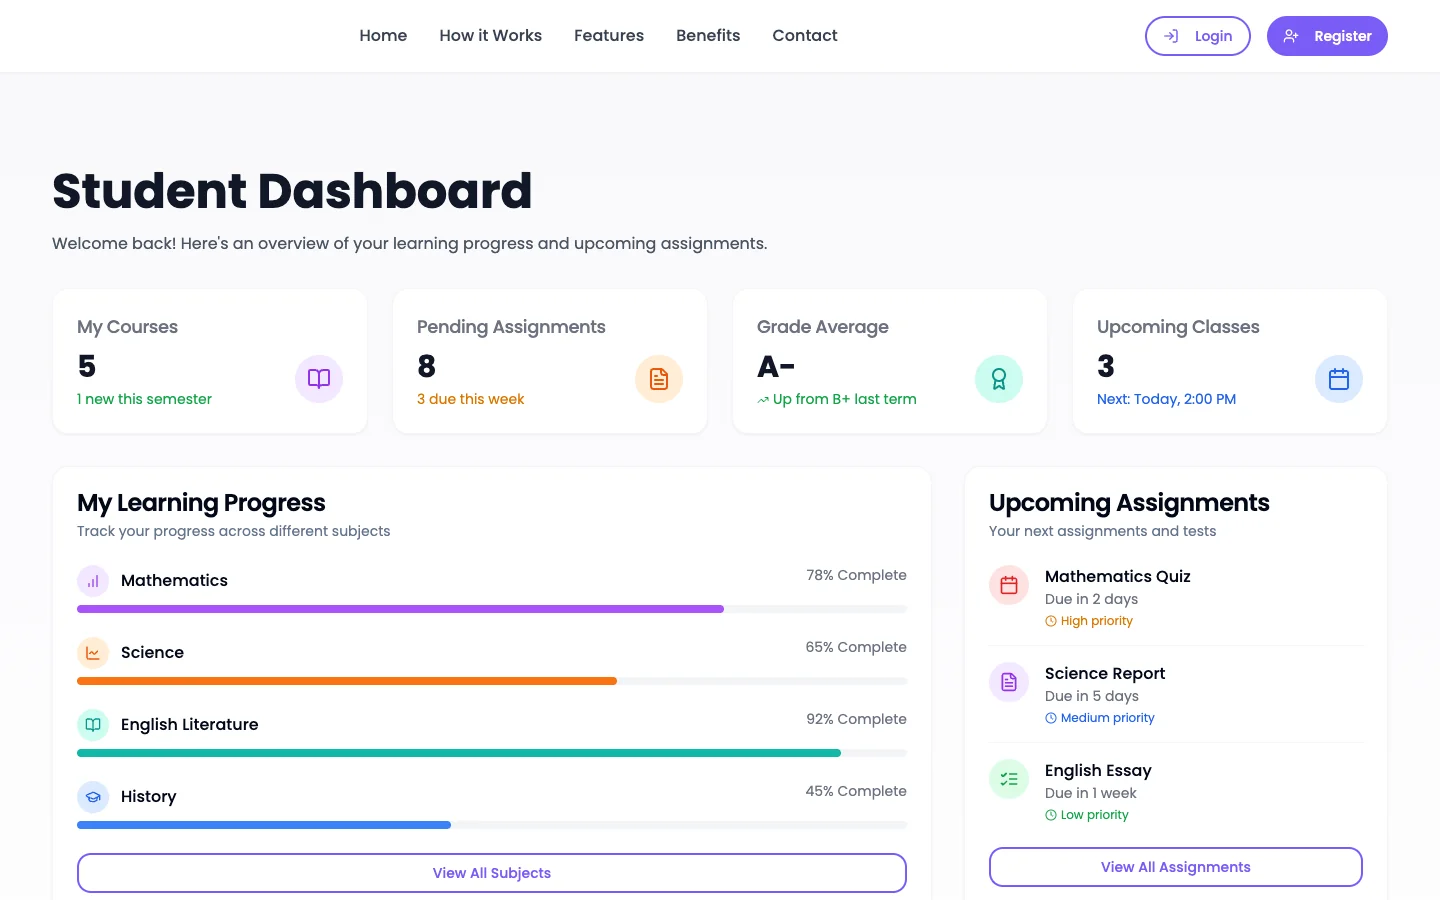 Home
How it Works
Features
Benefits
Contact
Login
Register
Student Dashboard
Welcome back! Here's an overview of your learning progress and upcoming assignments.
My Courses
5
1 new this semester
Pending Assignments
8
3 due this week
Grade Average
A-
Up from B+ last term
Upcoming Classes
3
Next: Today, 2:00 PM
My Learning Progress
Track your progress across different subjects
Mathematics
78% Complete
Science
65% Complete
English Literature
92% Complete
History
45% Complete
View All Subjects
Upcoming Assignments
Your next assignments and tests
Mathematics Quiz
Due in 2 days
High priority
Science Report
Due in 5 days
Medium priority
English Essay
Due in 1 week
Low priority
View All Assignments